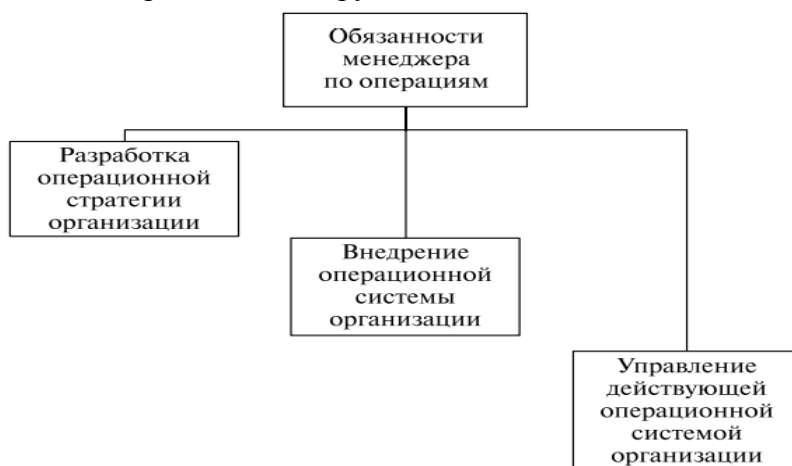 Обязанности
менеджера
по операциям
Разработка
операционной
стратегии
организации
Внедрение
операционной
системы
организации
Управление
действующей
операционной
системой
организации